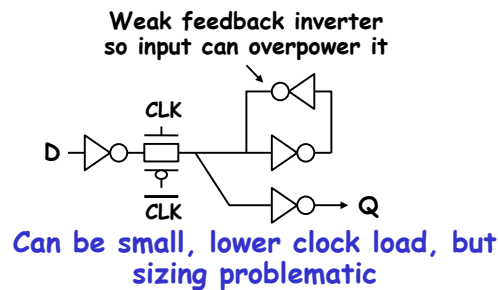 Weak feedback inverter
so input can overpower it
CLK
D
CLK
Q
Can be small, lower clock load, but
sizing problematic